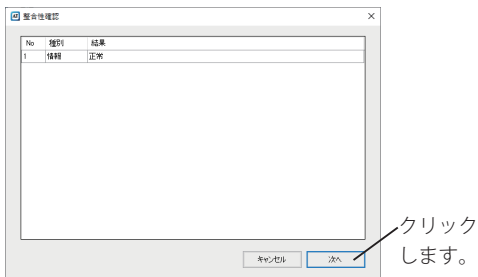 整合性確認
No 種別 結果
1 情報 正常
キャンセル 次へ
クリック
します。